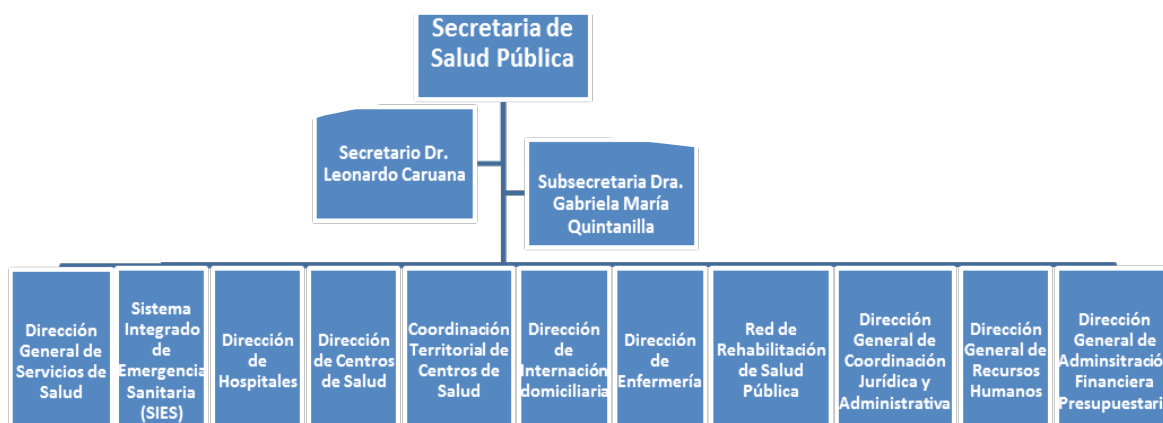 Secretaria de
Salud Pública
Secretario Dr.
Leonardo Caruana
Subsecretaria Dra.
Gabriela María
Quintanilla
Dirección
General de
Servicios de
Salud
Sistema
Integrado
de
Emergencia
Sanitaria
(SIES)
Dirección
de
Hospitales
Dirección
de Centros
de Salud
Coordinación
Territorial de
Centros de
Salud
Dirección
de
Internación
domiciliaria
Dirección
de
Enfermería
Red de
Rehabilitación
de Salud
Pública
Dirección
General de
Coordinación
Jurídica y
Administrativa
Dirección
General de
Recursos
Humanos
Dirección
General de
Adminsitració
Financiera
Presupuestari